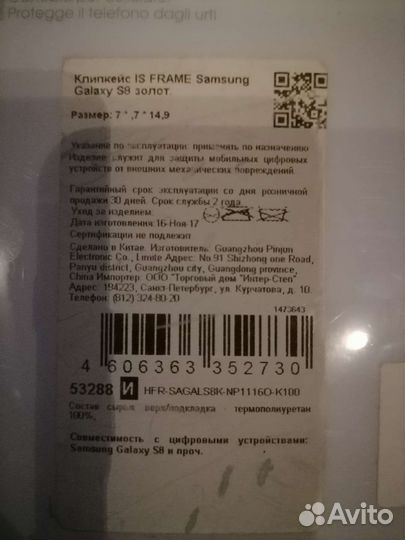 Protegge il telefono dagli urti
Клипкейс IS FRAME Samsung
Galaxy S8 золот.
Размер: 7 * ,7 * 14,9
Указание по эксплуатации: применять по назначению
Изделие служит для защиты мобильных цифровых
устройств от внешних механических повреждений.
Гарантийный срок эксплуатации со дня розничной
продажи 30 дней. Срок службы 2 года
Уход за изделием.
Дата изготовления:16-Ноя-17
Сертификации не подлежит
Сделано в Китае. Изготовитель: Guangzhou Pinjun
Electronic Co., Limite Адрес: No.91 Shizhong one Road,
Panyu district, Guangzhou city, Guangdong province,
China Импортер: ООО "Торговый дом "Интер-Степ"
Адрес: 194223, Санкт-Петербург, ул. Курчатова, д. 10
Телефон: (812) 324-80-20
1473643
4 606363 352730
53288 И HFR-SAGALS8K-NP1116O-K100
Состав сырья: верх/подкладка - термополиуретан
100%,
Совместимость с цифровыми устройствами:
Samsung Galaxy S8 и проч.
Avito